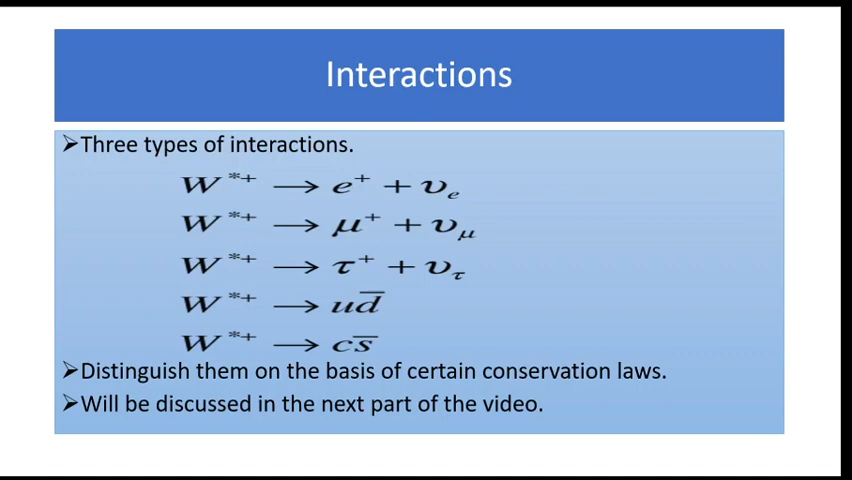 Interactions
➢Three types of interactions.
W*+ → e+ + υe
W*+ → μ+ + υμ
W*+ → τ+ + υτ
W*+ → ud̅
W*+ → cs̅
➢Distinguish them on the basis of certain conservation laws.
➢Will be discussed in the next part of the video.